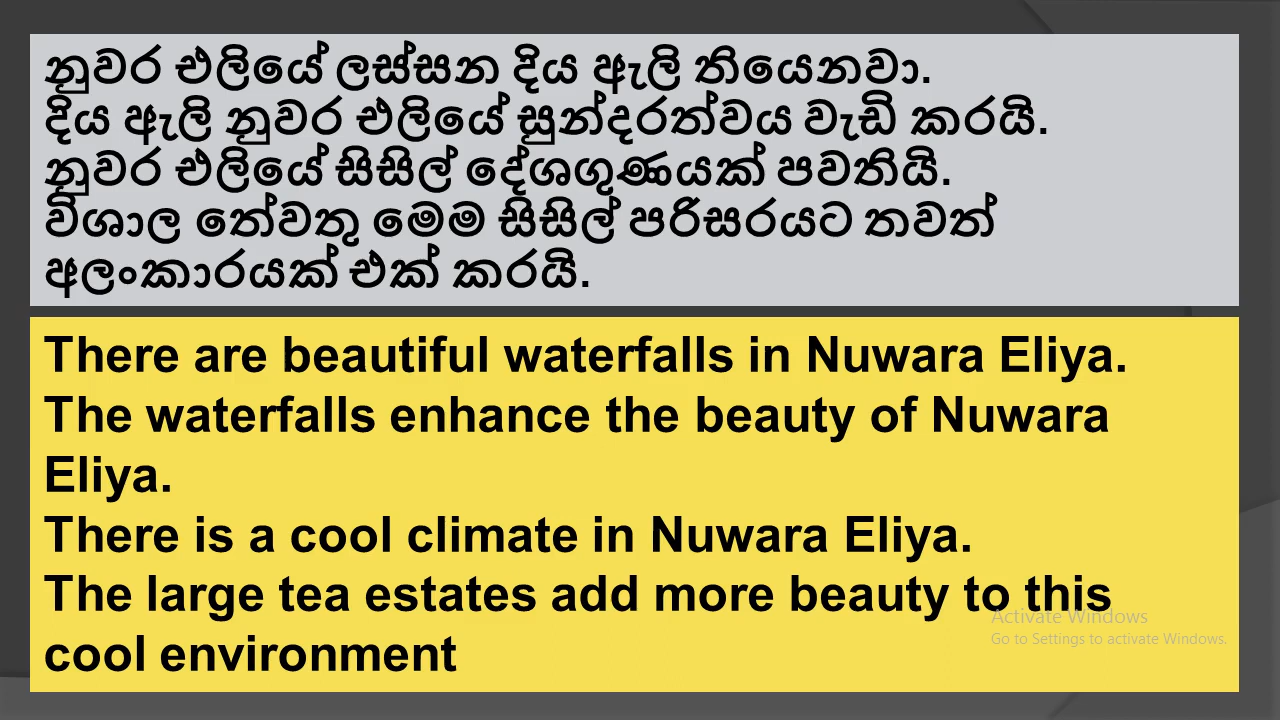 නුවර එලියේ ලස්සන දිය ඇලි තියෙනවා.
දිය ඇලි නුවර එලියේ සුන්දරත්වය වැඩි කරයි.
නුවර එලියේ සිසිල් දේශගුණයක් පවතියි.
විශාල තේවතු මෙම සිසිල් පරිසරයට තවත්
අලංකාරයක් එක් කරයි.
There are beautiful waterfalls in Nuwara Eliya.
The waterfalls enhance the beauty of Nuwara
Eliya.
There is a cool climate in Nuwara Eliya.
The large tea estates add more beauty to this
cool environment
Activate Windows
Go to Settings to activate Windows.